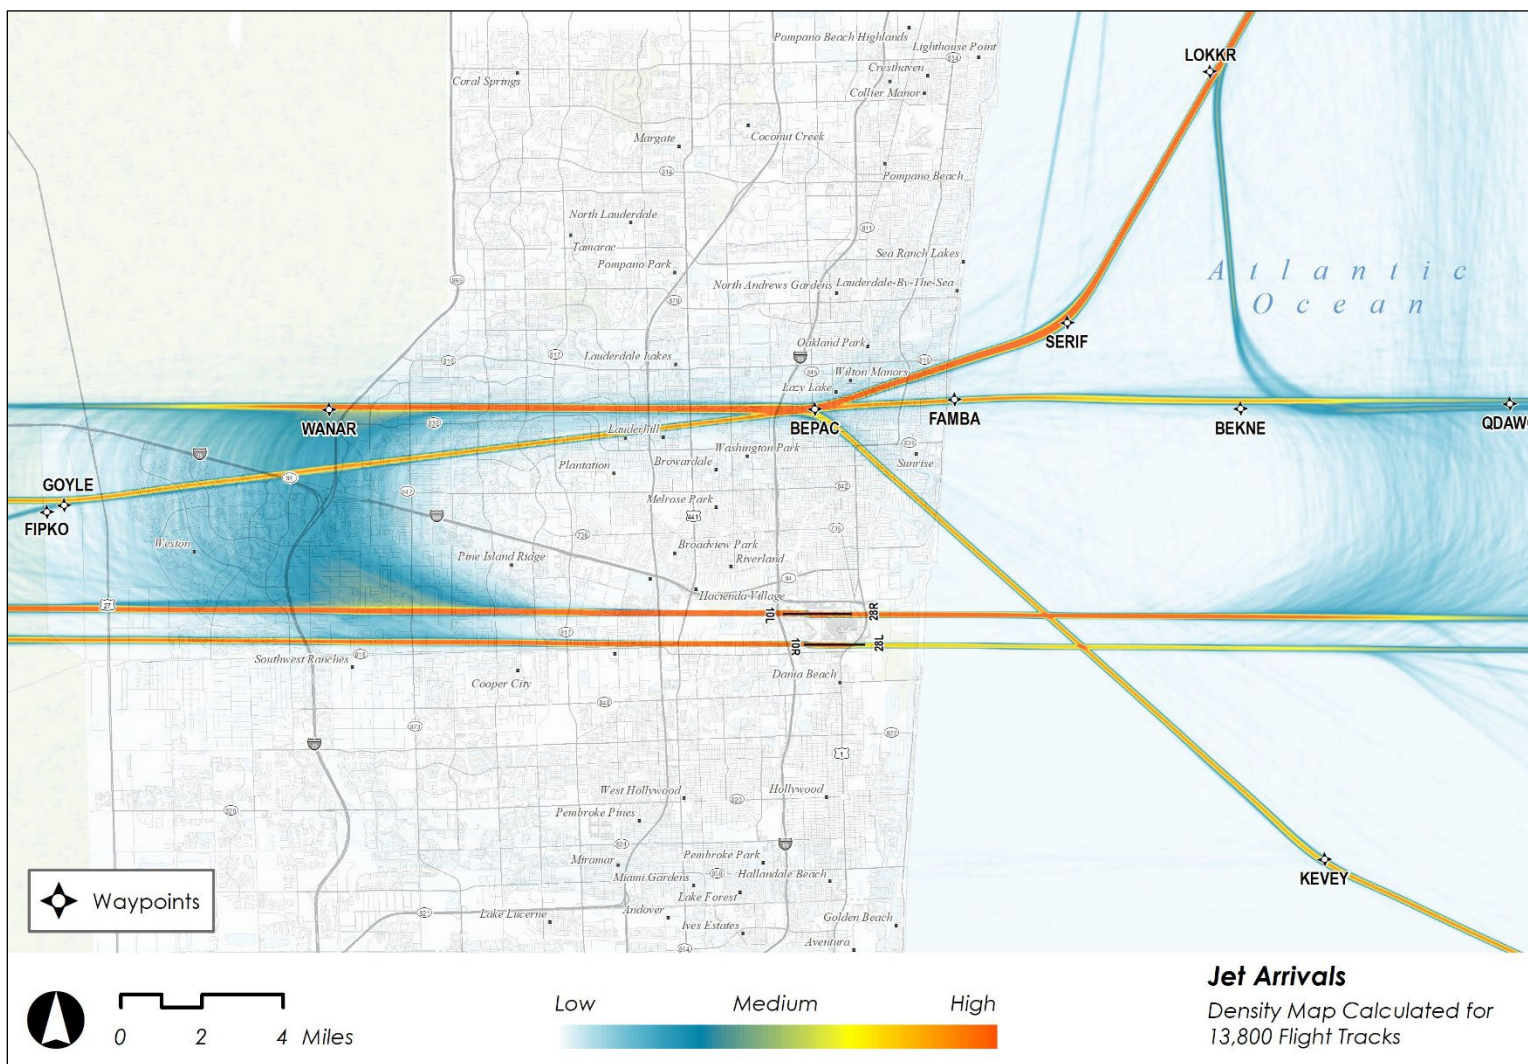 Pompano Beach Highlands
Lighthouse Point
LOKKR
Cresthaven
Coral Springs
Collier Manor
Coconut Creek
Margate
Pompano Beach
North Lauderdale
Tamarac
Sea Ranch Lakes
Pompano Park
North Andrews Gardens
Lauderdale-By-The-Sea
Atlantic
Ocean
SERIF
Oakland Park
Lauderdale Lakes
Wilton Manors
Lazy Lake
WANAR
BEPAC
FAMBA
BEKNE
Lauderhill
Washington Park
Sunrise
Plantation
Browardale
GOYLE
FIPKO
Melrose Park
441
Weston
Broadview Park
Pine Island Ridge
Riverland
84
Hacienda Village
27
10L
28R
10R
28L
Southwest Ranches
Dania Beach
Cooper City
1
West Hollywood
Hollywood
Pembroke Pines
Miramar
Pembroke Park
KEVEY
Miami Gardens
Hallandale Beach
Lake Forest
Waypoints
Lake Lucerne
Andover
Golden Beach
Ives Estates
Aventura
Low
Medium
High
Jet Arrivals
Density Map Calculated for
13,800 Flight Tracks
0 2 4 Miles